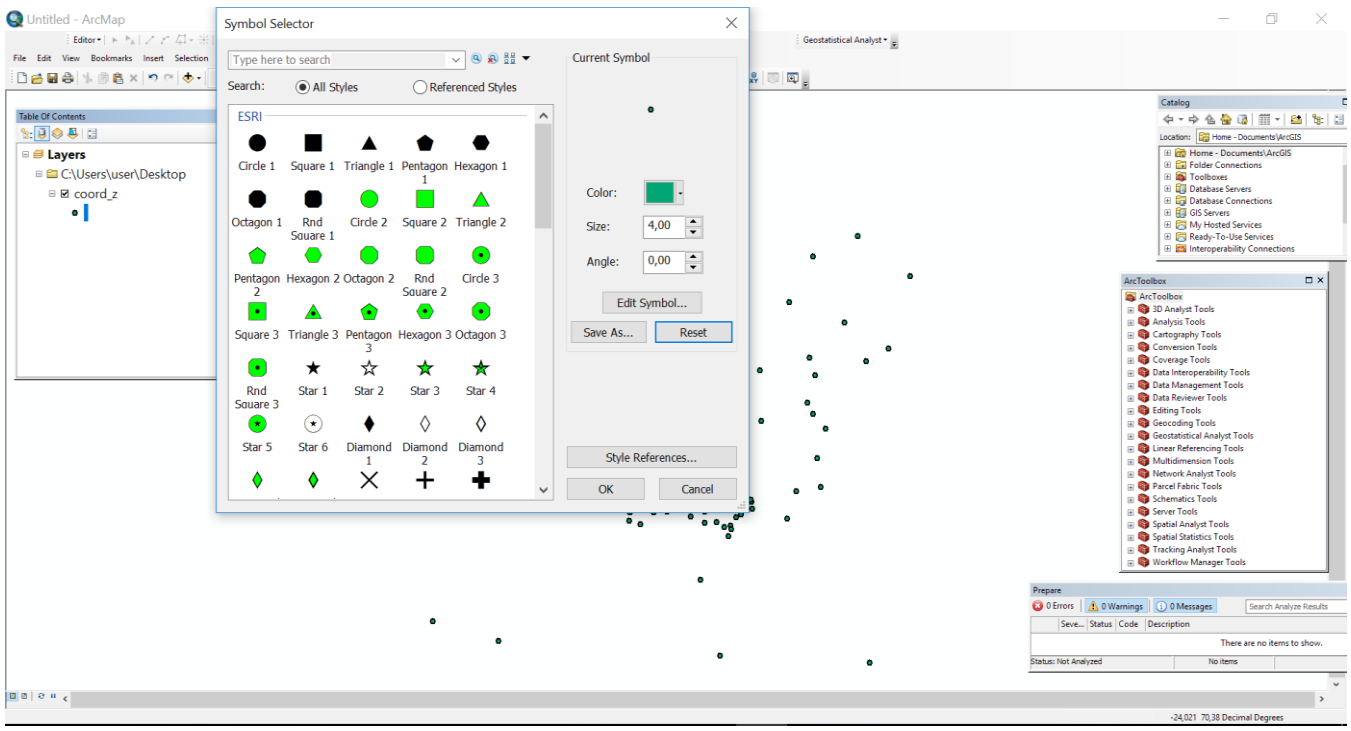 Untitled - ArcMap
Editor
Geostatistical Analyst
File Edit View Bookmarks Insert Selection
Table Of Contents
Layers
C:\Users\user\Desktop
coord_z
Symbol Selector
Type here to search
Search: All Styles Referenced Styles
ESRI
Circle 1 Square 1 Triangle 1 Pentagon 1 Hexagon 1
Octagon 1 Rnd Square 1 Circle 2 Square 2 Triangle 2
Pentagon 2 Hexagon 2 Octagon 2 Rnd Square 2 Circle 3
Square 3 Triangle 3 Pentagon 3 Hexagon 3 Octagon 3
Rnd Square 3 Star 1 Star 2 Star 3 Star 4
Star 5 Star 6 Diamond 1 Diamond 2 Diamond 3
Current Symbol
Color:
Size: 4,00
Angle: 0,00
Edit Symbol...
Save As... Reset
Style References...
OK Cancel
Catalog
Location: Home - Documents\ArcGIS
Home - Documents\ArcGIS
Folder Connections
Toolboxes
Database Servers
Database Connections
GIS Servers
My Hosted Services
Ready-To-Use Services
Interoperability Connections
ArcToolbox
ArcToolbox
3D Analyst Tools
Analysis Tools
Cartography Tools
Conversion Tools
Coverage Tools
Data Interoperability Tools
Data Management Tools
Data Reviewer Tools
Editing Tools
Geocoding Tools
Geostatistical Analyst Tools
Linear Referencing Tools
Multidimension Tools
Network Analyst Tools
Parcel Fabric Tools
Schematics Tools
Server Tools
Spatial Analyst Tools
Spatial Statistics Tools
Tracking Analyst Tools
Workflow Manager Tools
Prepare
0 Errors 0 Warnings 0 Messages Search Analyze Results
Seve... Status Code Description
There are no items to show.
Status: Not Analyzed No items
-24,021 70,38 Decimal Degrees